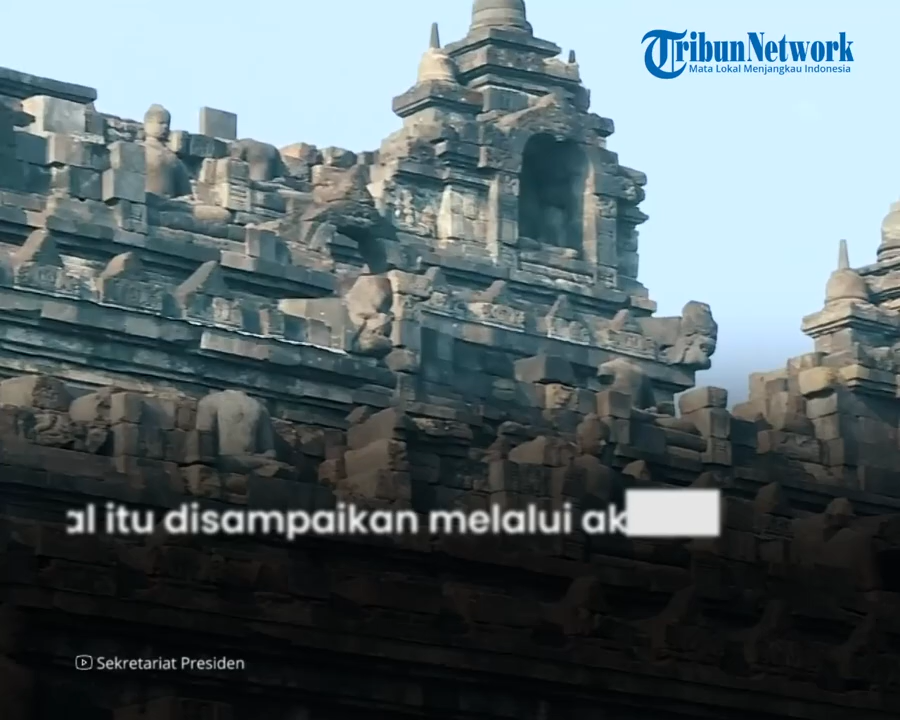 TribunNetwork
Mata Lokal Menjangkau Indonesia
al itu disampaikan melalui ak
Sekretariat Presiden